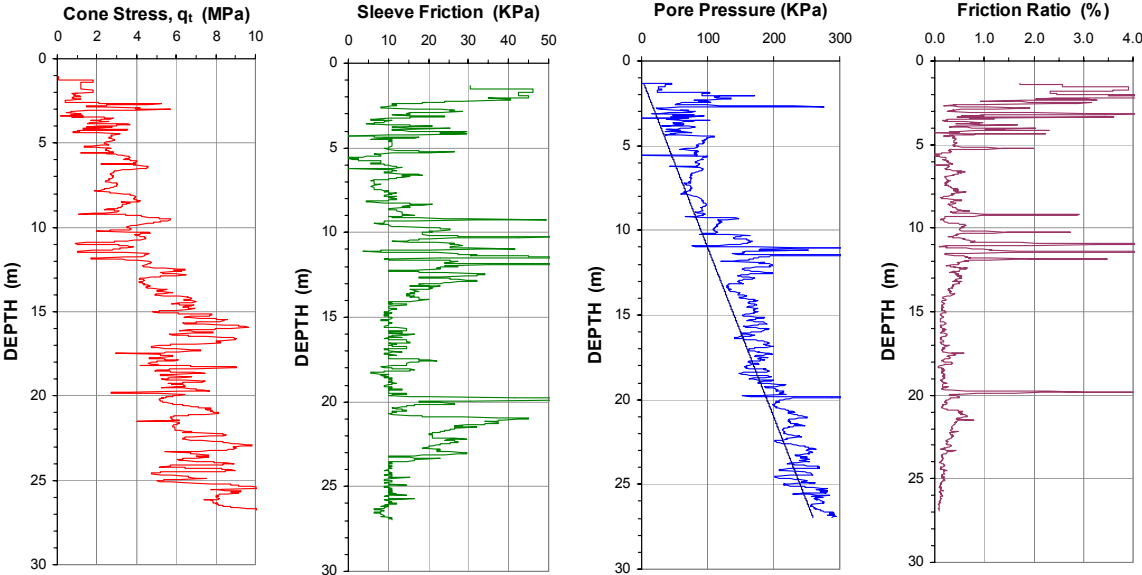 Cone Stress, qt (MPa)
0 2 4 6 8 10
0
5
10
15
20
25
30
DEPTH (m)
Sleeve Friction (KPa)
0 10 20 30 40 50
0
5
10
15
20
25
30
DEPTH (m)
Pore Pressure (KPa)
0 100 200 300
0
5
10
15
20
25
30
DEPTH (m)
Friction Ratio (%)
0.0 1.0 2.0 3.0 4.0
0
5
10
15
20
25
30
DEPTH (m)